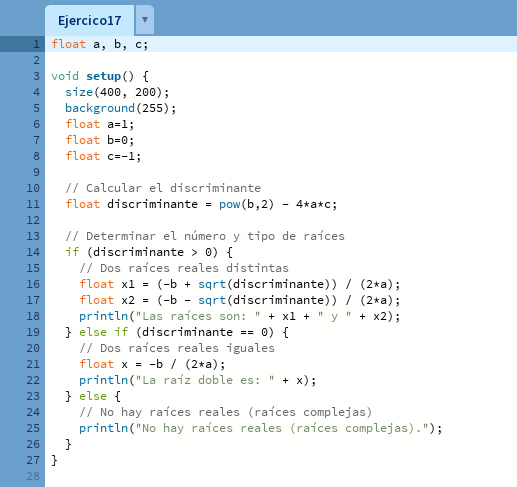 Ejercico17 ▼
1 float a, b, c;
2
3 void setup() {
4   size(400, 200);
5   background(255);
6   float a=1;
7   float b=0;
8   float c=-1;
9
10   // Calcular el discriminante
11   float discriminante = pow(b,2) - 4*a*c;
12
13   // Determinar el número y tipo de raíces
14   if (discriminante > 0) {
15     // Dos raíces reales distintas
16     float x1 = (-b + sqrt(discriminante)) / (2*a);
17     float x2 = (-b - sqrt(discriminante)) / (2*a);
18     println("Las raíces son: " + x1 + " y " + x2);
19   } else if (discriminante == 0) {
20     // Dos raíces reales iguales
21     float x = -b / (2*a);
22     println("La raíz doble es: " + x);
23   } else {
24     // No hay raíces reales (raíces complejas)
25     println("No hay raíces reales (raíces complejas).");
26   }
27 }
28